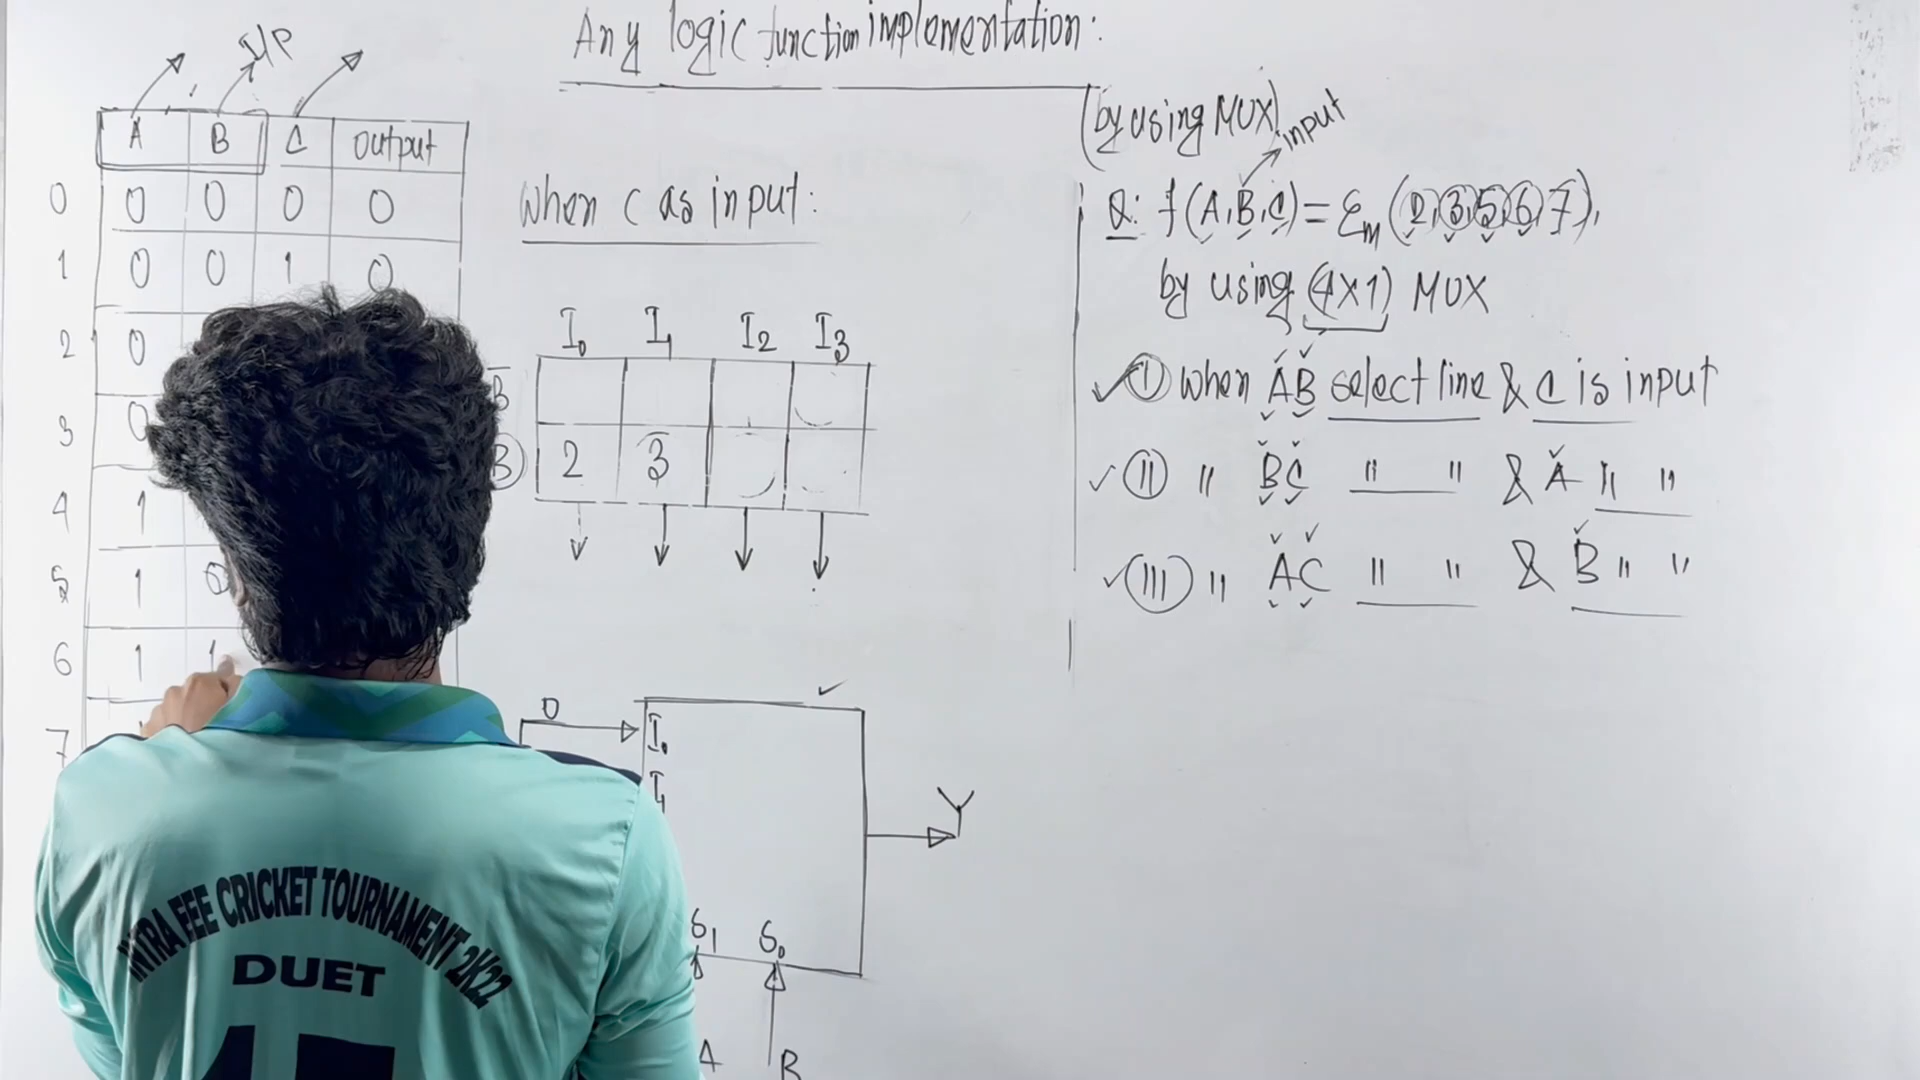 Any logic function implementation:
(by using MUX)
I/P
A B C output
0 0 0 0 0
1 0 0 1 0
2 0
3 0
4 1
5 1 0
6 1 1
7
when C as input:
I0 I1 I2 I3
B̅
B 2 3
0
I0
I1
S1 S0
A B
Y
input
Q: f(A,B,C) = Σm (2,3,5,6,7),
by using (4x1) MUX
I when AB select line & C is input
II " BC " " & A " "
III " AC " " & B " "
INTRA EEE CRICKET TOURNAMENT 2K22
DUET